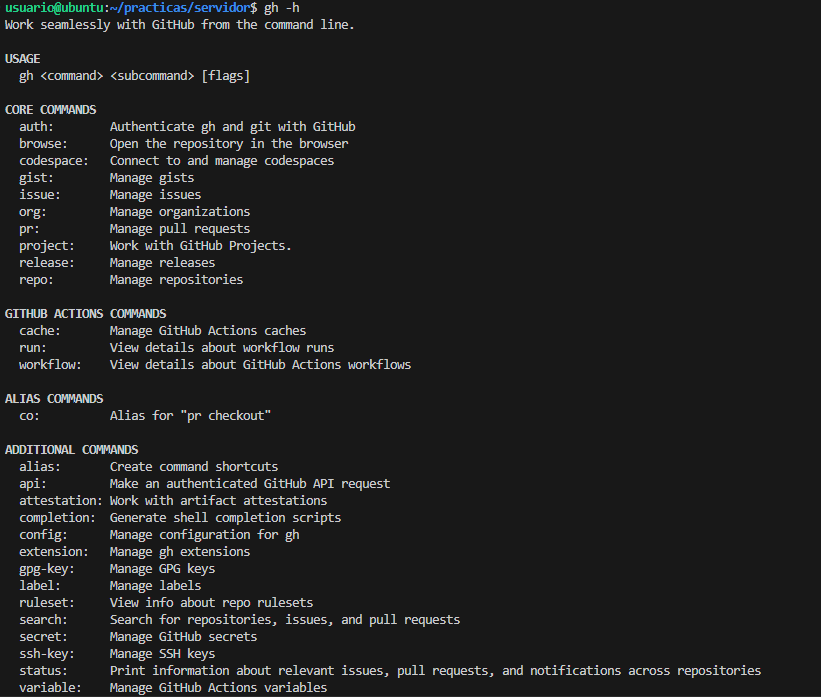 usuario@ubuntu:~/practicas/servidor$ gh -h
Work seamlessly with GitHub from the command line.
USAGE
gh <command> <subcommand> [flags]
CORE COMMANDS
auth: Authenticate gh and git with GitHub
browse: Open the repository in the browser
codespace: Connect to and manage codespaces
gist: Manage gists
issue: Manage issues
org: Manage organizations
pr: Manage pull requests
project: Work with GitHub Projects.
release: Manage releases
repo: Manage repositories
GITHUB ACTIONS COMMANDS
cache: Manage GitHub Actions caches
run: View details about workflow runs
workflow: View details about GitHub Actions workflows
ALIAS COMMANDS
co: Alias for "pr checkout"
ADDITIONAL COMMANDS
alias: Create command shortcuts
api: Make an authenticated GitHub API request
attestation: Work with artifact attestations
completion: Generate shell completion scripts
config: Manage configuration for gh
extension: Manage gh extensions
gpg-key: Manage GPG keys
label: Manage labels
ruleset: View info about repo rulesets
search: Search for repositories, issues, and pull requests
secret: Manage GitHub secrets
ssh-key: Manage SSH keys
status: Print information about relevant issues, pull requests, and notifications across repositories
variable: Manage GitHub Actions variables